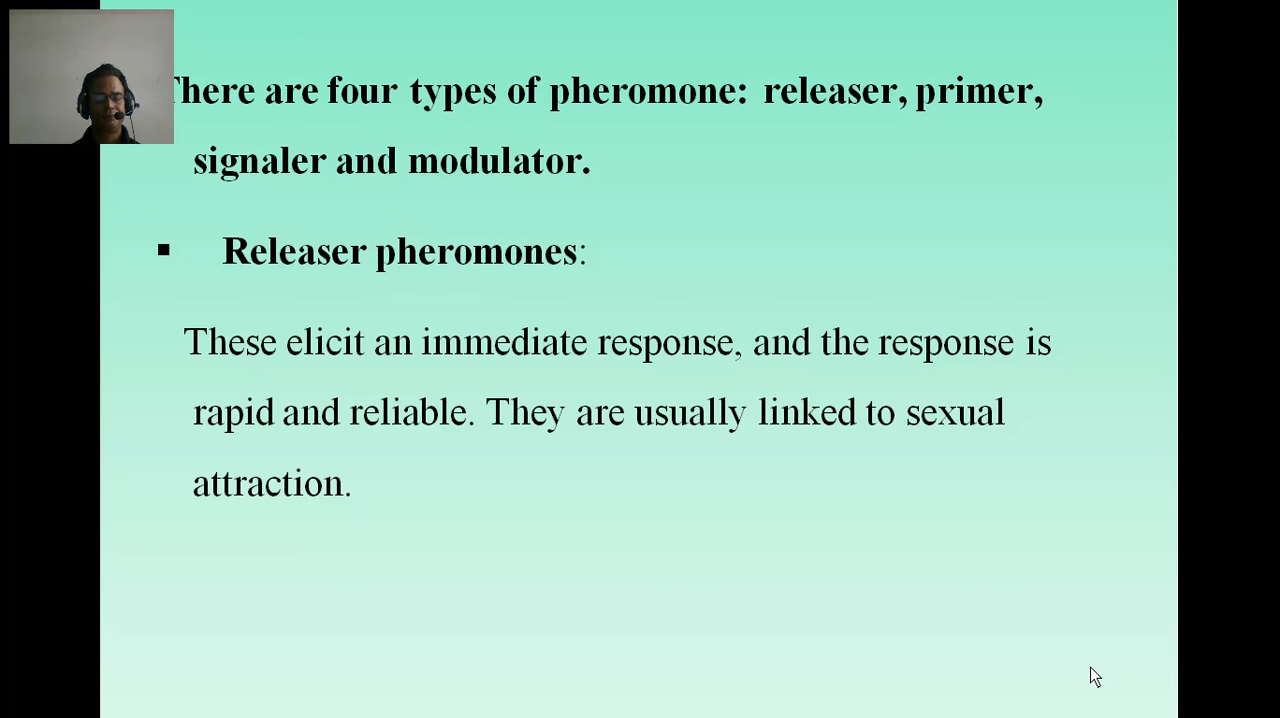 There are four types of pheromone: releaser, primer,
signaler and modulator.
▪ Releaser pheromones:
These elicit an immediate response, and the response is
rapid and reliable. They are usually linked to sexual
attraction.